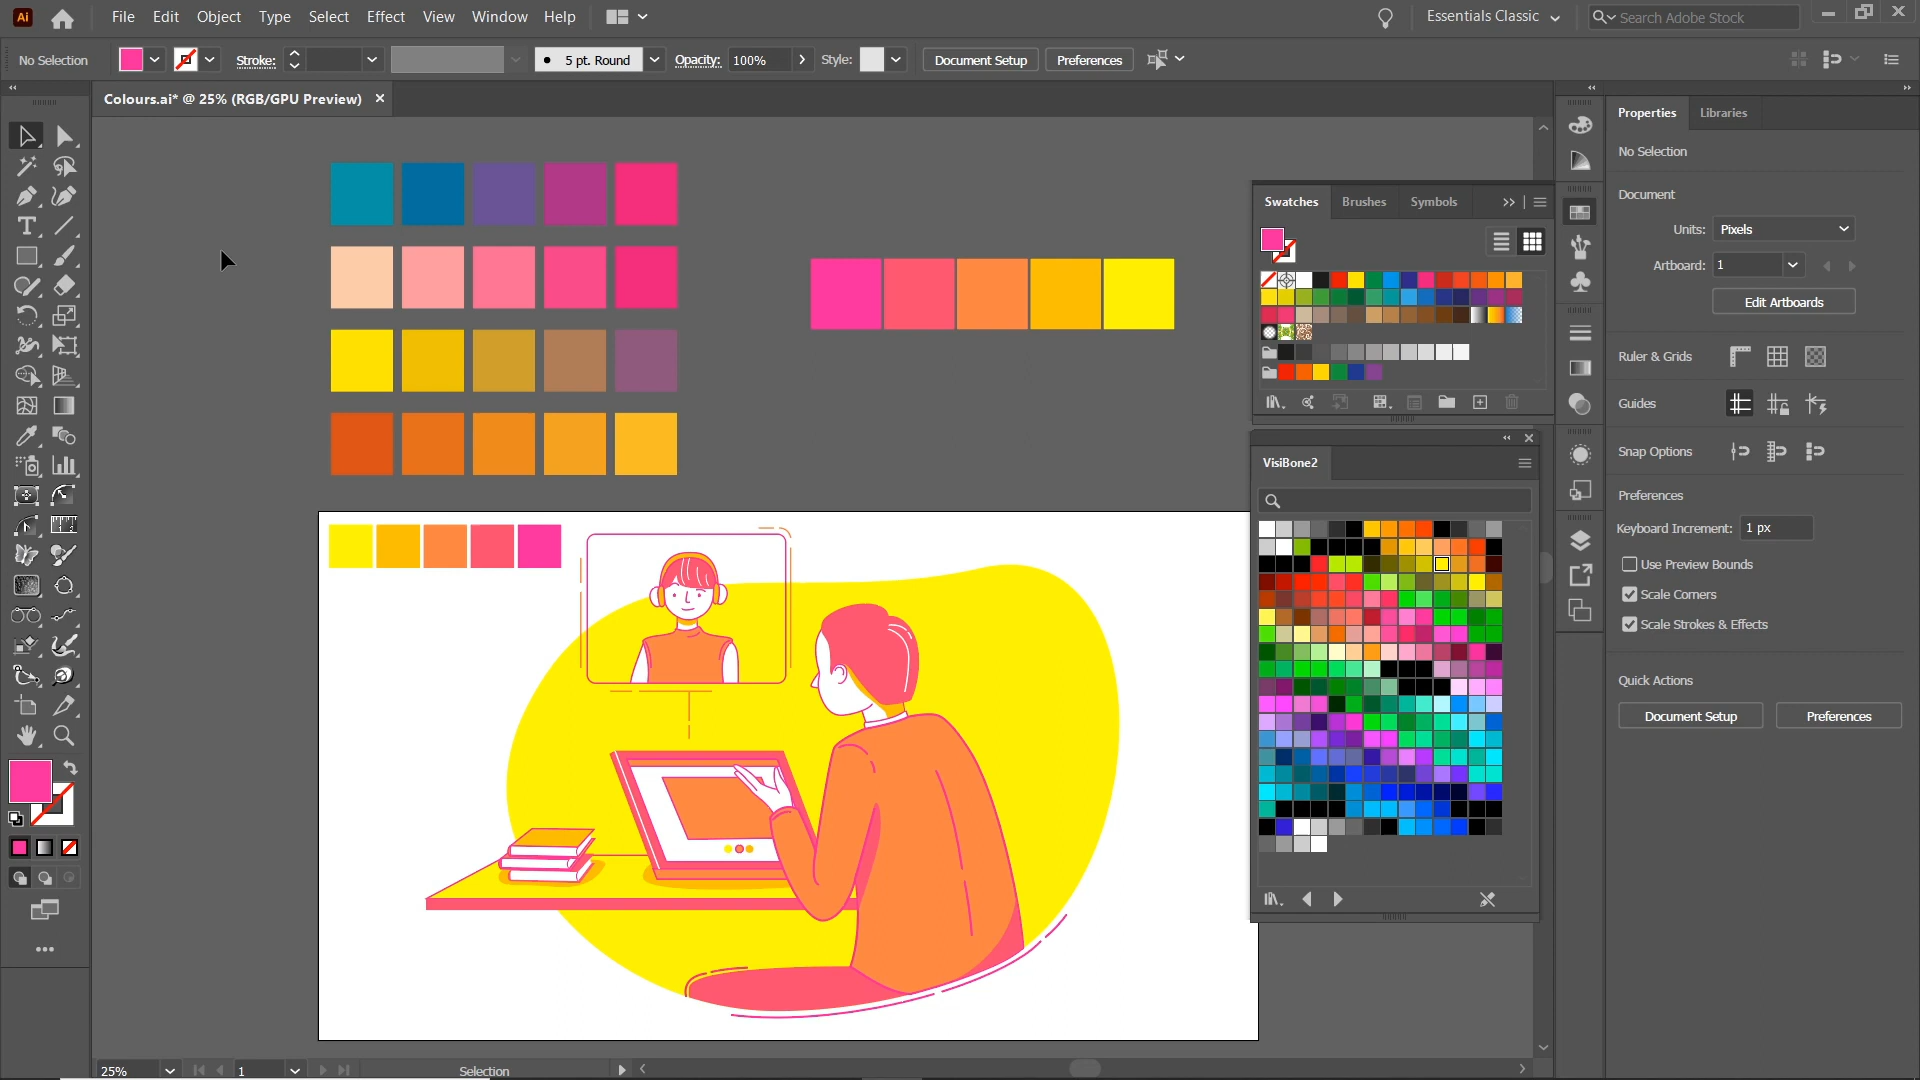 Ai File Edit Object Type Select Effect View Window Help Essentials Classic Search Adobe Stock
No Selection Stroke: 5 pt. Round Opacity: 100% Style: Document Setup Preferences
Colours.ai* @ 25% (RGB/GPU Preview)
Properties Libraries
No Selection
Document
Units: Pixels
Artboard: 1
Edit Artboards
Ruler & Grids
Guides
Snap Options
Preferences
Keyboard Increment: 1 px
Use Preview Bounds
Scale Corners
Scale Strokes & Effects
Quick Actions
Document Setup Preferences
Swatches Brushes Symbols
VisiBone2
25% 1 Selection